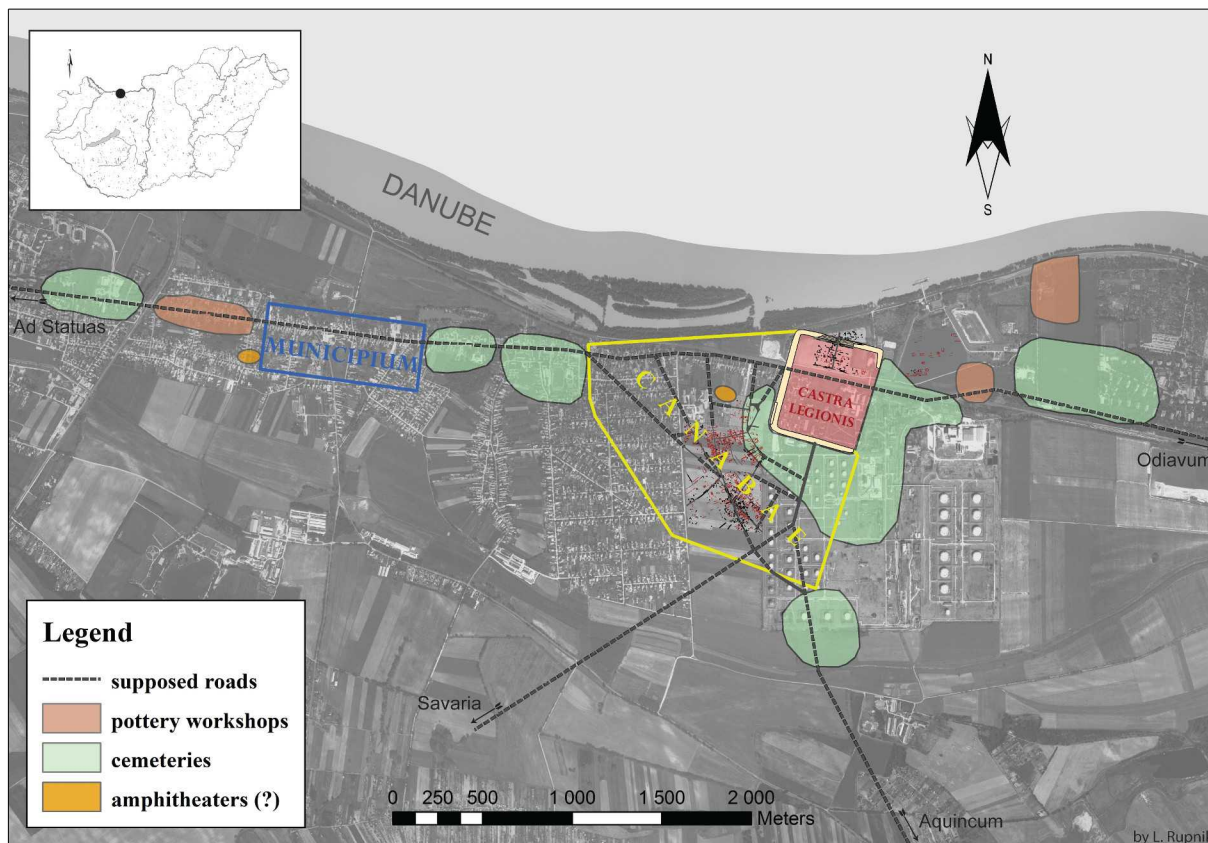 N
S
DANUBE
Ad Statuas
MUNICIPIUM
CANABAE
CASTRA
LEGIONIS
Odiavum
Savaria
Aquincum
Legend
supposed roads
pottery workshops
cemeteries
amphitheaters (?)
0 250 500 1 000 1 500 2 000
Meters
by L. Rupnik